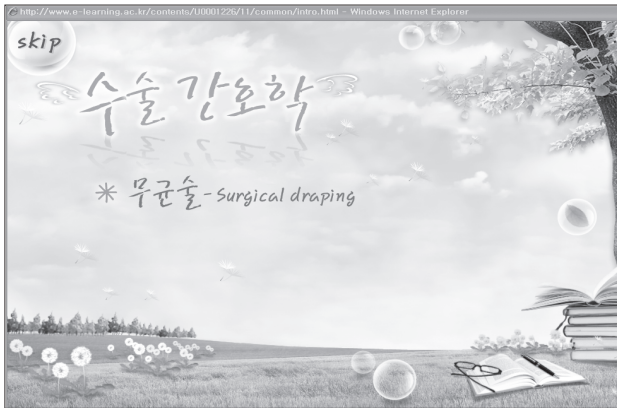 http://www.e-learning.ac.kr/contents/U0001226/11/common/intro.html - Windows Internet Explorer
skip
수술 간호학
* 무균술 - Surgical draping